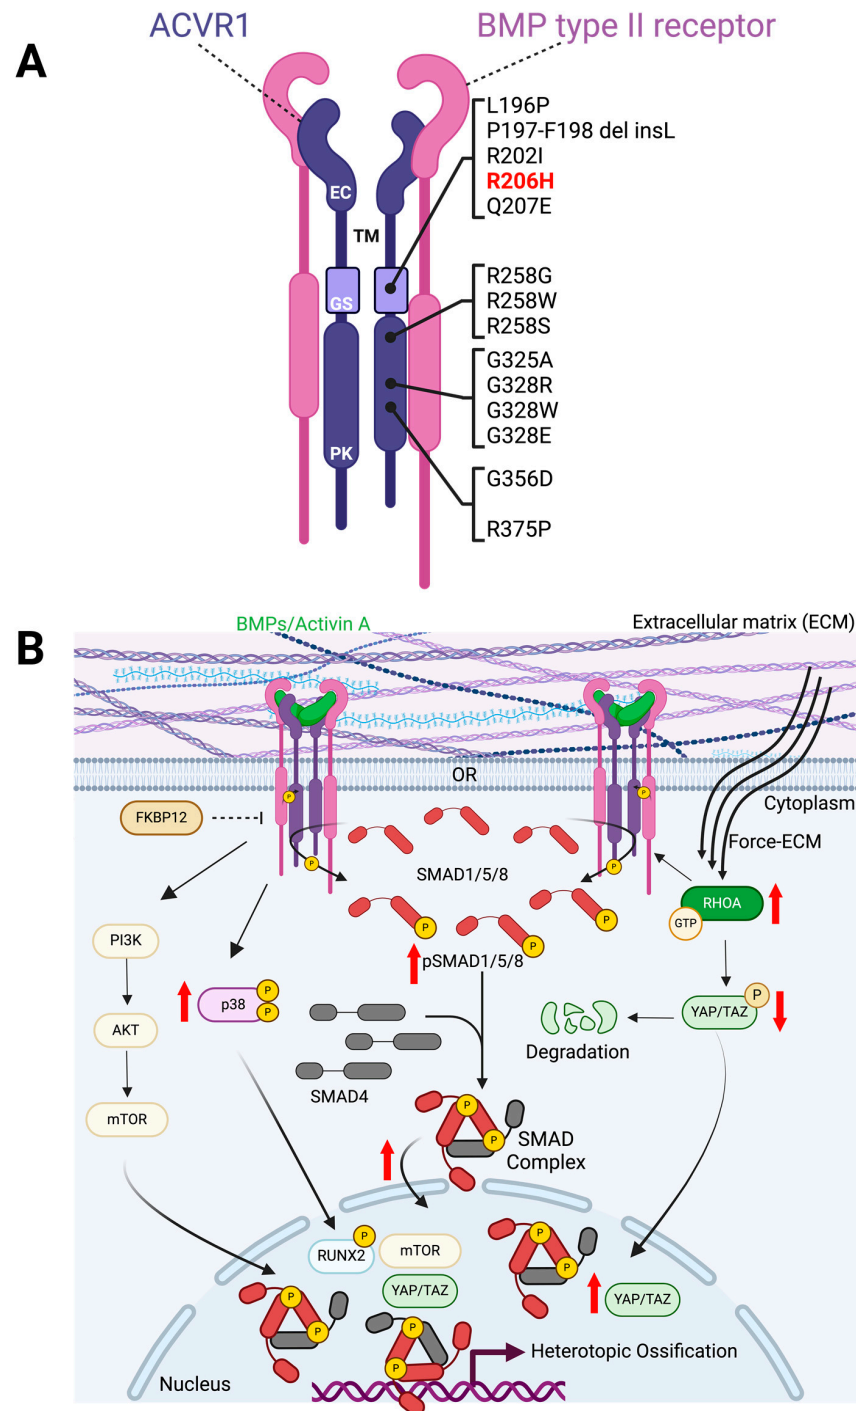 ACVR1
BMP type II receptor
A
L196P
P197-F198 del insL
R202I
R206H
Q207E
EC
TM
GS
R258G
R258W
R258S
G325A
G328R
G328W
G328E
PK
G356D
R375P
B
BMPs/Activin A
Extracellular matrix (ECM)
OR
Cytoplasm
P
P
FKBP12
Force-ECM
SMAD1/5/8
P
P
RHOA
GTP
P
P
P
PI3K
pSMAD1/5/8
P
p38
P
P
YAP/TAZ
AKT
Degradation
SMAD4
mTOR
P
P
SMAD
Complex
P
RUNX2
mTOR
P
P
YAP/TAZ
YAP/TAZ
P
P
P
P
Heterotopic Ossification
Nucleus